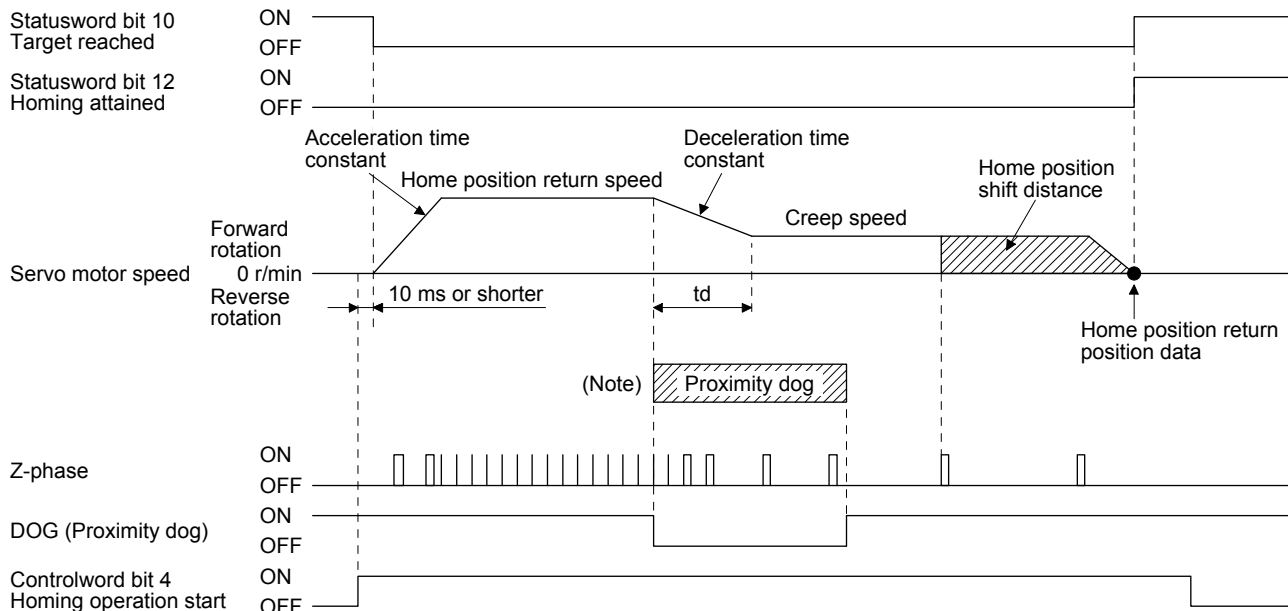 Statusword bit 10
Target reached
ON
OFF
Statusword bit 12
Homing attained
ON
OFF
Acceleration time
constant
Deceleration time
constant
Home position return speed
Home position
shift distance
Creep speed
Forward
rotation
Servo motor speed
0 r/min
Reverse
rotation
10 ms or shorter
td
Home position return
position data
(Note)
Proximity dog
Z-phase
ON
OFF
DOG (Proximity dog)
ON
OFF
Controlword bit 4
Homing operation start
ON
OFF